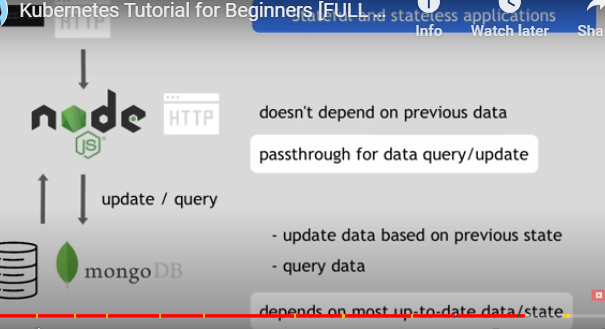 Kubernetes Tutorial for Beginners [FULL...
stateful and stateless applications
HTTP
Info
Watch later
Sha
node
JS
HTTP
doesn't depend on previous data
passthrough for data query/update
update / query
- update data based on previous state
mongoDB
- query data
depends on most up-to-date data/state